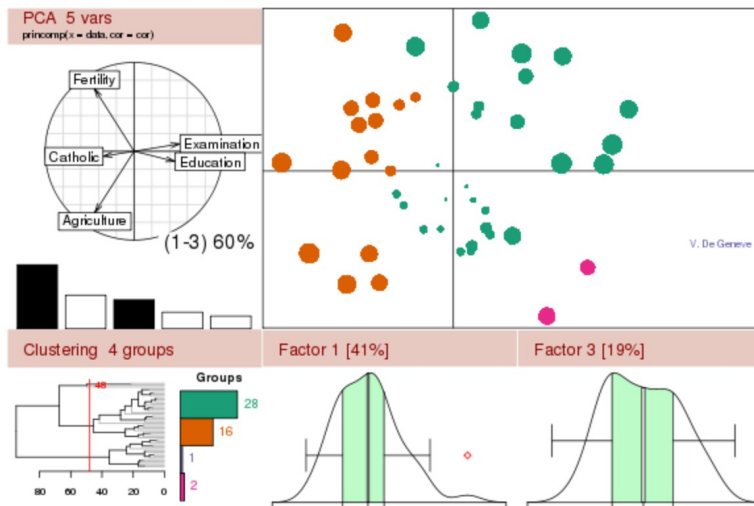 PCA 5 vars
princomp(x = data, cor = cor)
Fertility
Examination
Catholic
Education
Agriculture
(1-3) 60%
V. De Geneve
Clustering 4 groups
Factor 1 [41%]
Factor 3 [19%]
48
Groups
28
16
1
2
80 60 40 20 0